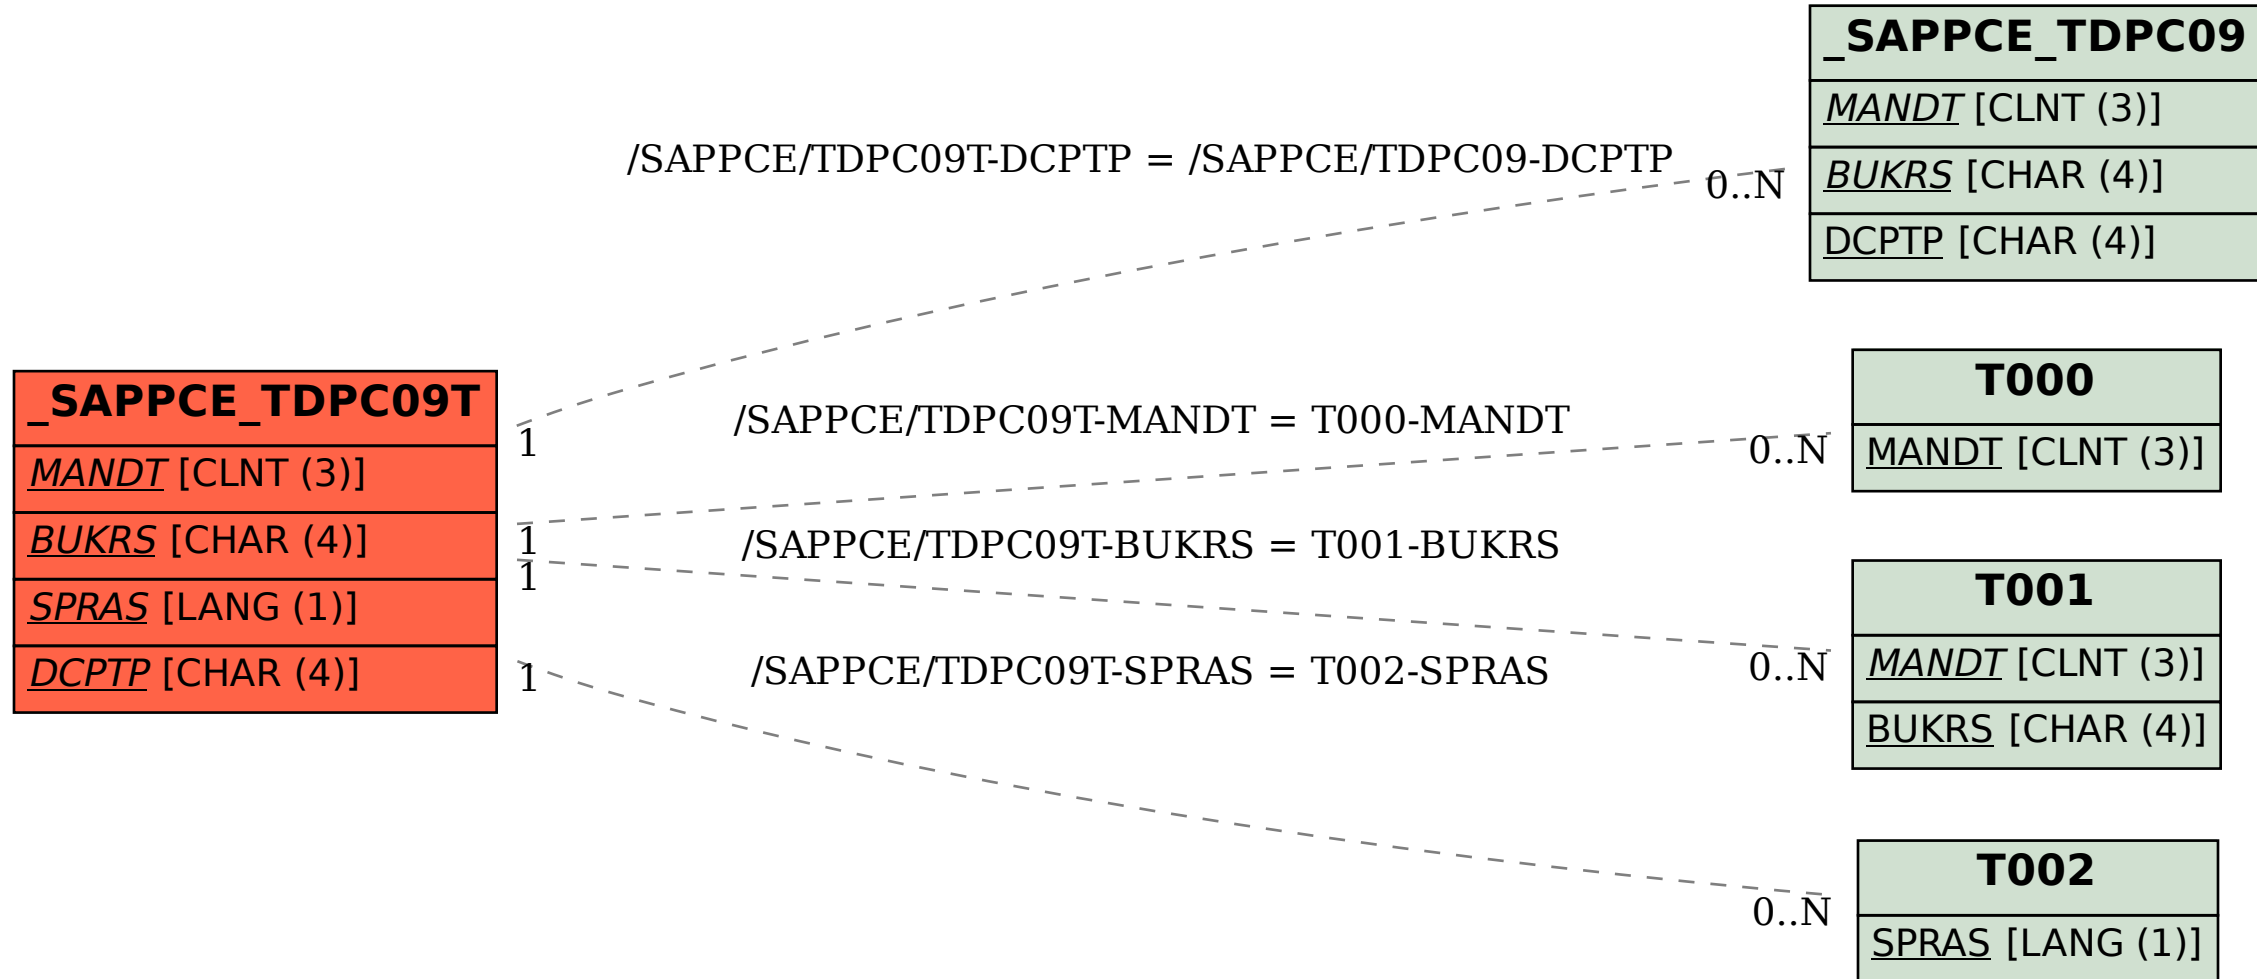 _SAPPCE_TDPC09
MANDT [CLNT (3)]
BUKRS [CHAR (4)]
DCPTP [CHAR (4)]
/SAPPCE/TDPC09T-DCPTP = /SAPPCE/TDPC09-DCPTP
0..N
1
_SAPPCE_TDPC09T
MANDT [CLNT (3)]
BUKRS [CHAR (4)]
SPRAS [LANG (1)]
DCPTP [CHAR (4)]
/SAPPCE/TDPC09T-MANDT = T000-MANDT
1
0..N
T000
MANDT [CLNT (3)]
/SAPPCE/TDPC09T-BUKRS = T001-BUKRS
1
0..N
T001
MANDT [CLNT (3)]
BUKRS [CHAR (4)]
/SAPPCE/TDPC09T-SPRAS = T002-SPRAS
1
0..N
T002
SPRAS [LANG (1)]